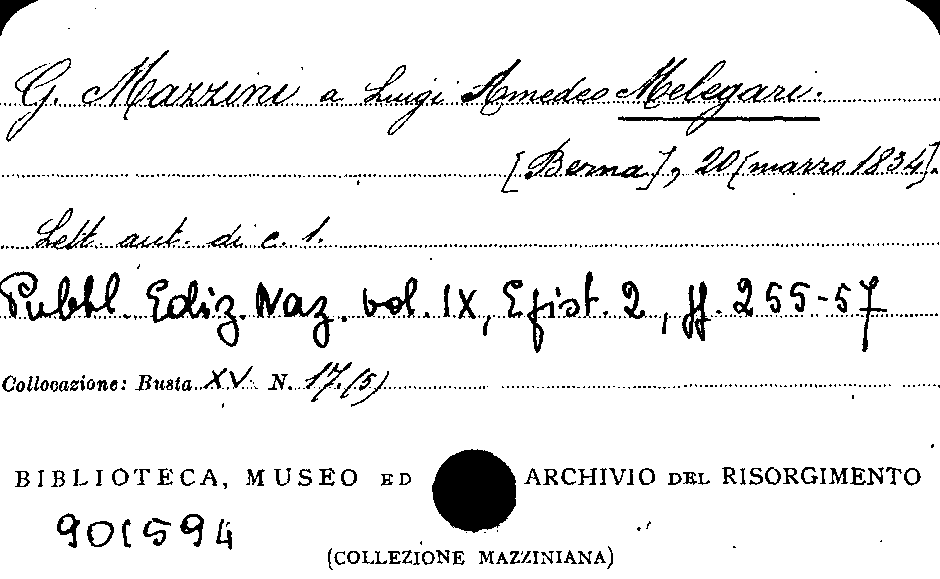 G. Mazzini a Luigi Amedeo Melegari.
[Berna], 20 [marzo 1834].
Lett. aut. di c. 1.
Pubbl. Ediz. Naz. vol. IX, Epist. 2, pp. 255-57
Collocazione: Busta XV N. 17.(5)
BIBLIOTECA, MUSEO ED ARCHIVIO DEL RISORGIMENTO
901594
(COLLEZIONE MAZZINIANA)